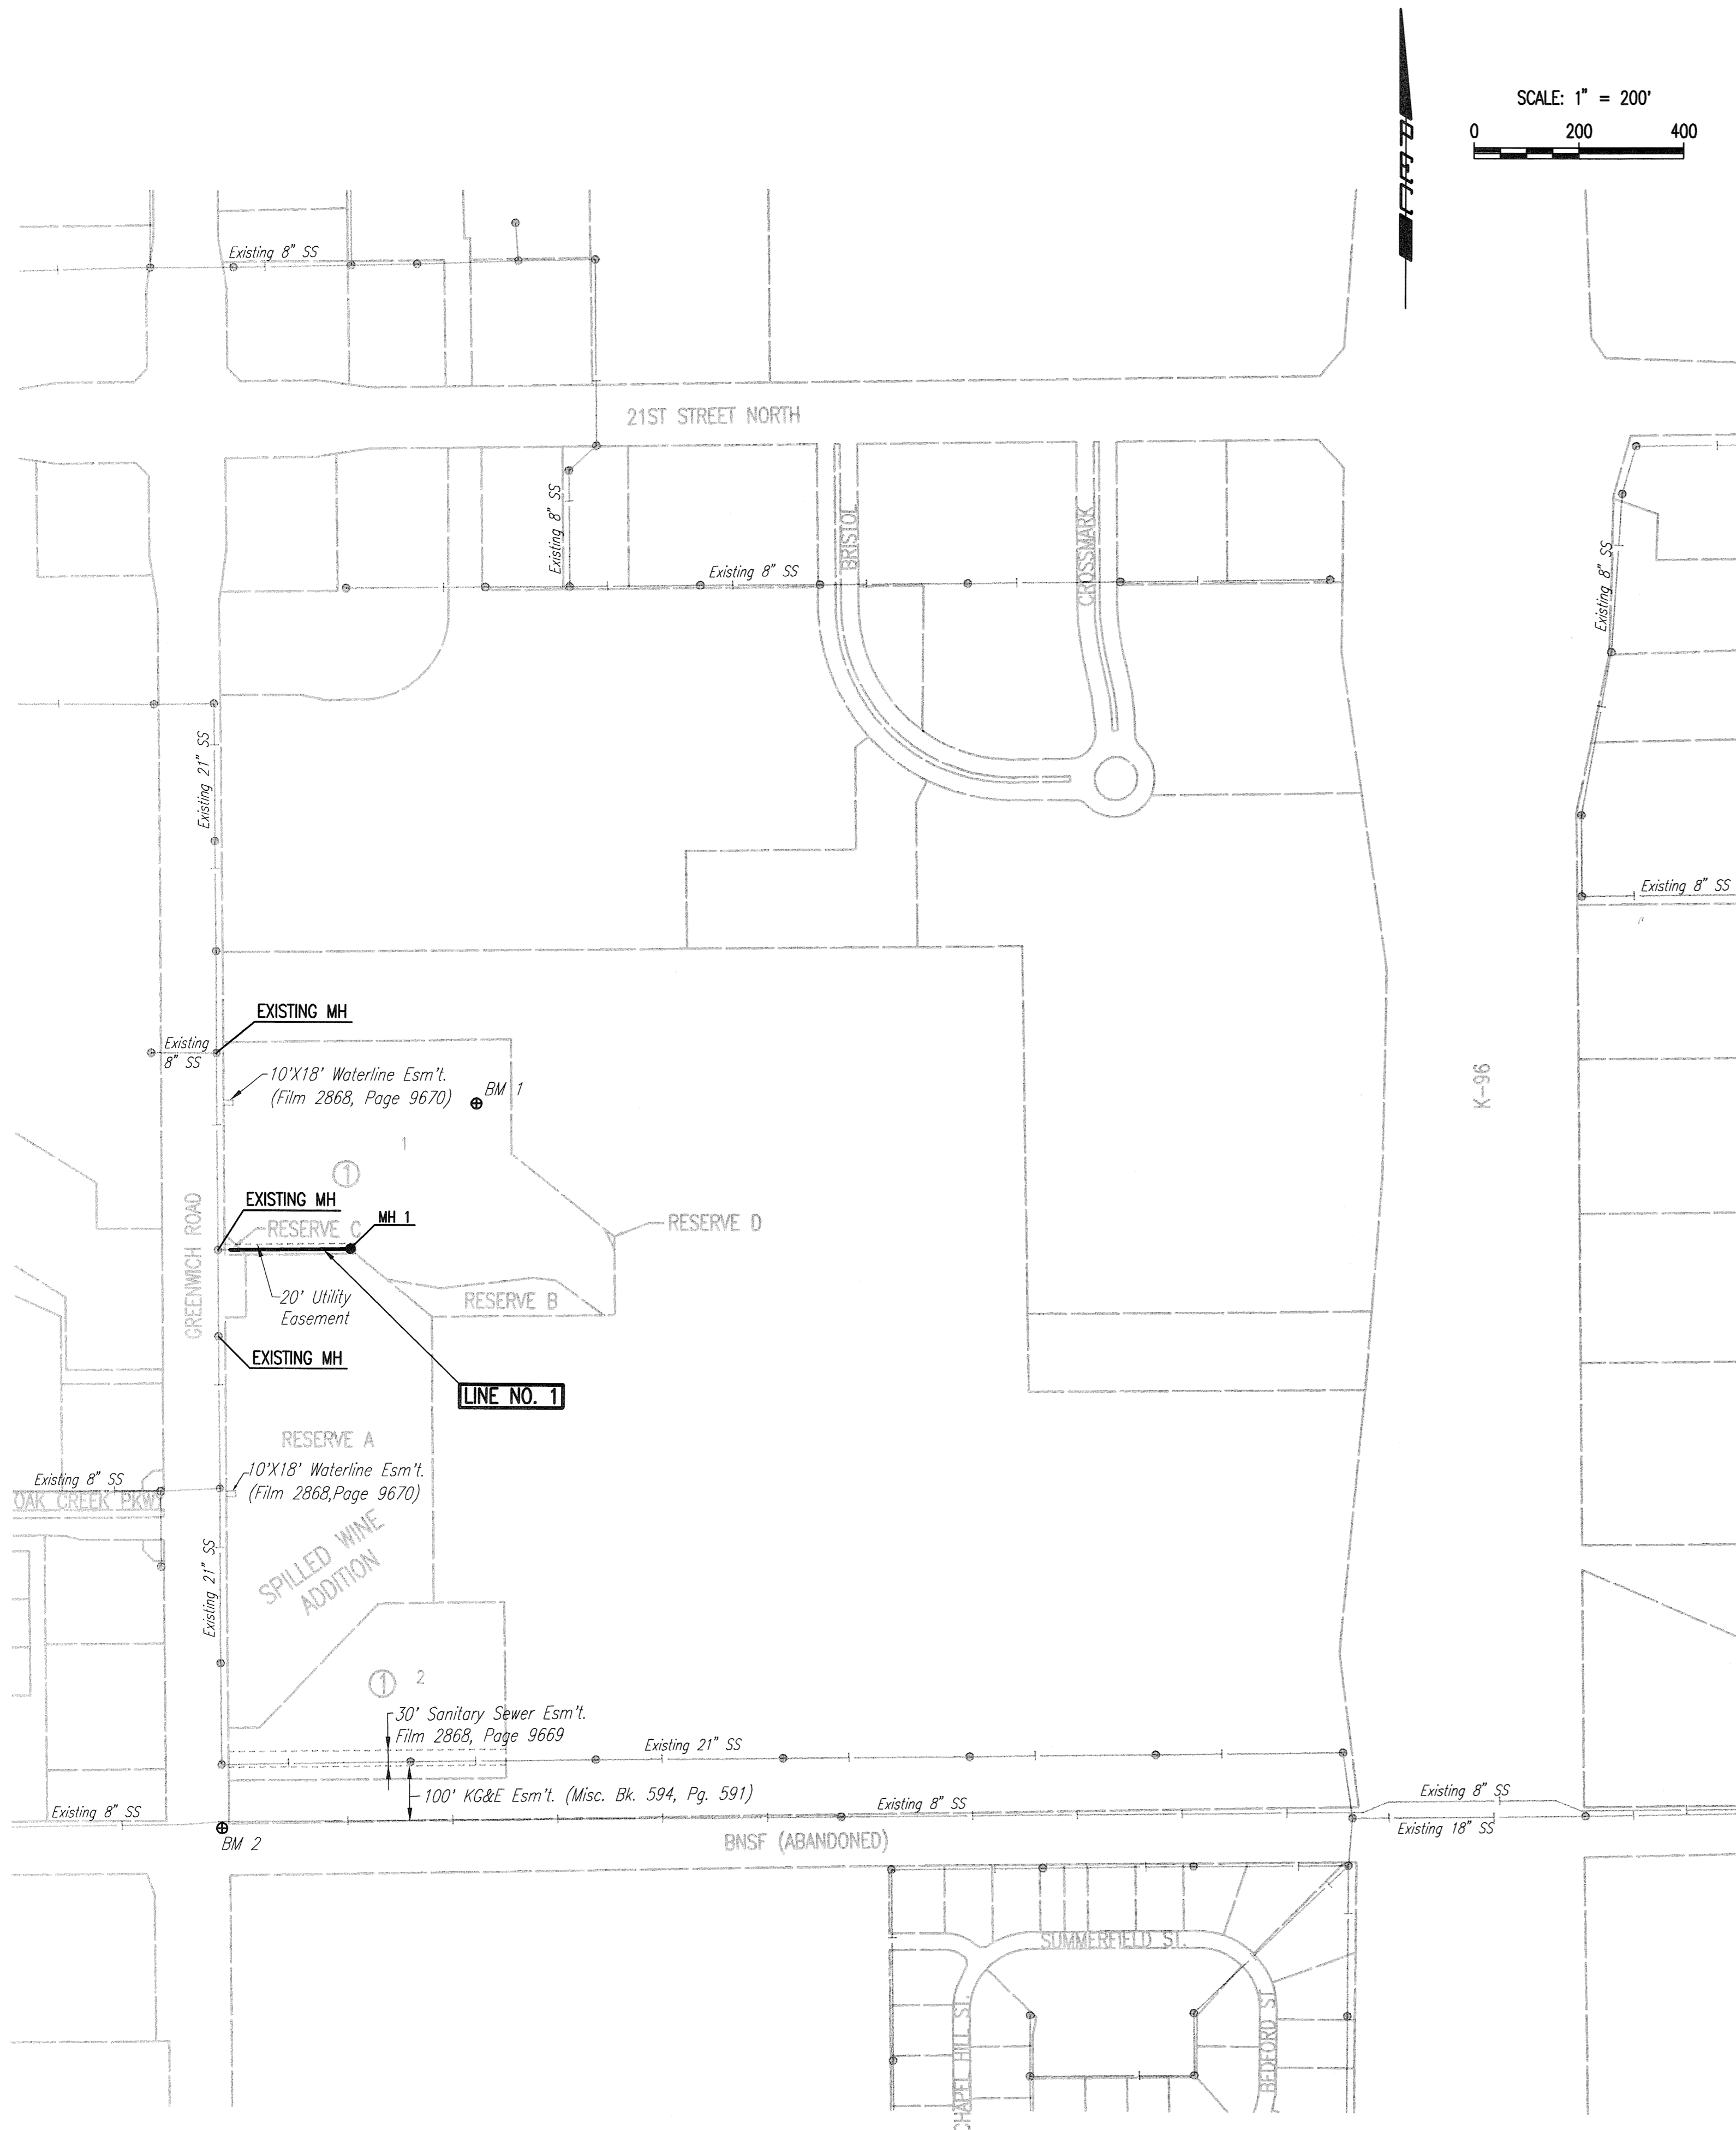 SCALE: 1" = 200'
0 200 400
Existing 8" SS
21ST STREET NORTH
Existing 8" SS
BRISTOL
CROSSMARK
Existing 8" SS
Existing 8" SS
Existing 21" SS
Existing 8" SS
EXISTING MH
Existing
8" SS
10'X18' Waterline Esm't.
(Film 2868, Page 9670)
BM 1
K-96
1
1
GREENWICH ROAD
EXISTING MH
RESERVE C
MH 1
RESERVE D
20' Utility
Easement
RESERVE B
EXISTING MH
LINE NO. 1
RESERVE A
Existing 8" SS
10'X18' Waterline Esm't.
(Film 2868,Page 9670)
OAK CREEK PKWY
SPILLED WINE
ADDITION
Existing 21" SS
1
2
30' Sanitary Sewer Esm't.
Film 2868, Page 9669
Existing 21" SS
100' KG&E Esm't. (Misc. Bk. 594, Pg. 591)
Existing 8" SS
Existing 8" SS
Existing 8" SS
Existing 18" SS
BM 2
BNSF (ABANDONED)
SUMMERFIELD ST.
CHAPEL HILL ST.
BEDFORD ST.